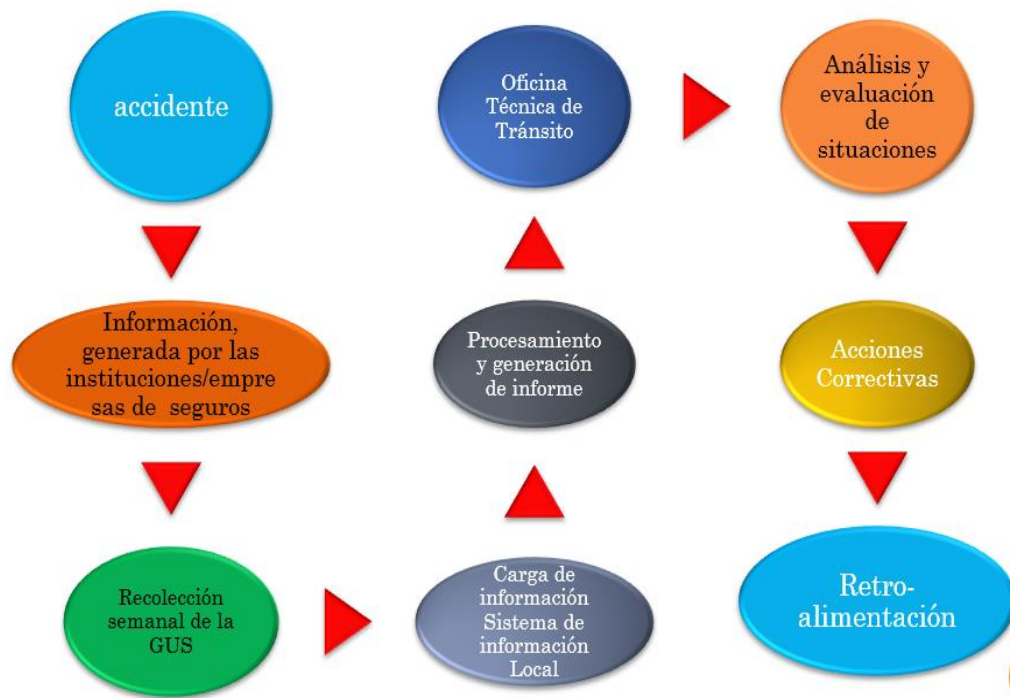 accidente
Información,
generada por las
instituciones/empre
sas de seguros
Recolección
semanal de la
GUS
Carga de
información
Sistema de
información
Local
Procesamiento
y generación
de informe
Oficina
Técnica de
Tránsito
Análisis y
evaluación
de
situaciones
Acciones
Correctivas
Retro-
alimentación